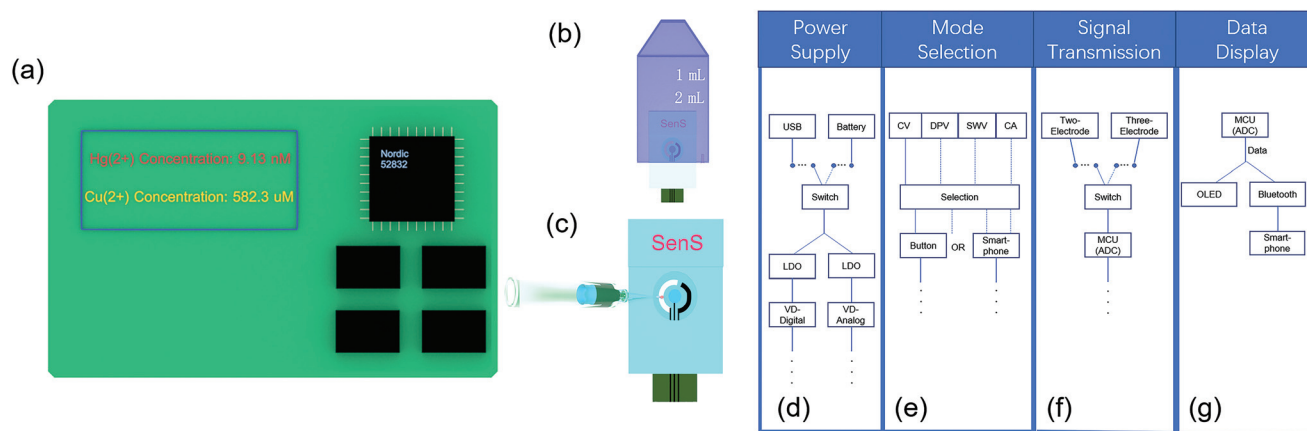 (a)
Hg(2+) Concentration: 9.13 nM
Cu(2+) Concentration: 582.3 uM
Nordic
52832
(b)
1 mL
2 mL
SenS
(c)
SenS
Power
Supply
USB
Battery
Switch
LDO
LDO
VD-
Digital
VD-
Analog
(d)
Mode
Selection
CV
DPV
SWV
CA
Selection
Button
OR
Smart-
phone
(e)
Signal
Transmission
Two-
Electrode
Three-
Electrode
Switch
MCU
(ADC)
(f)
Data
Display
MCU
(ADC)
Data
OLED
Bluetooth
Smart-
phone
(g)